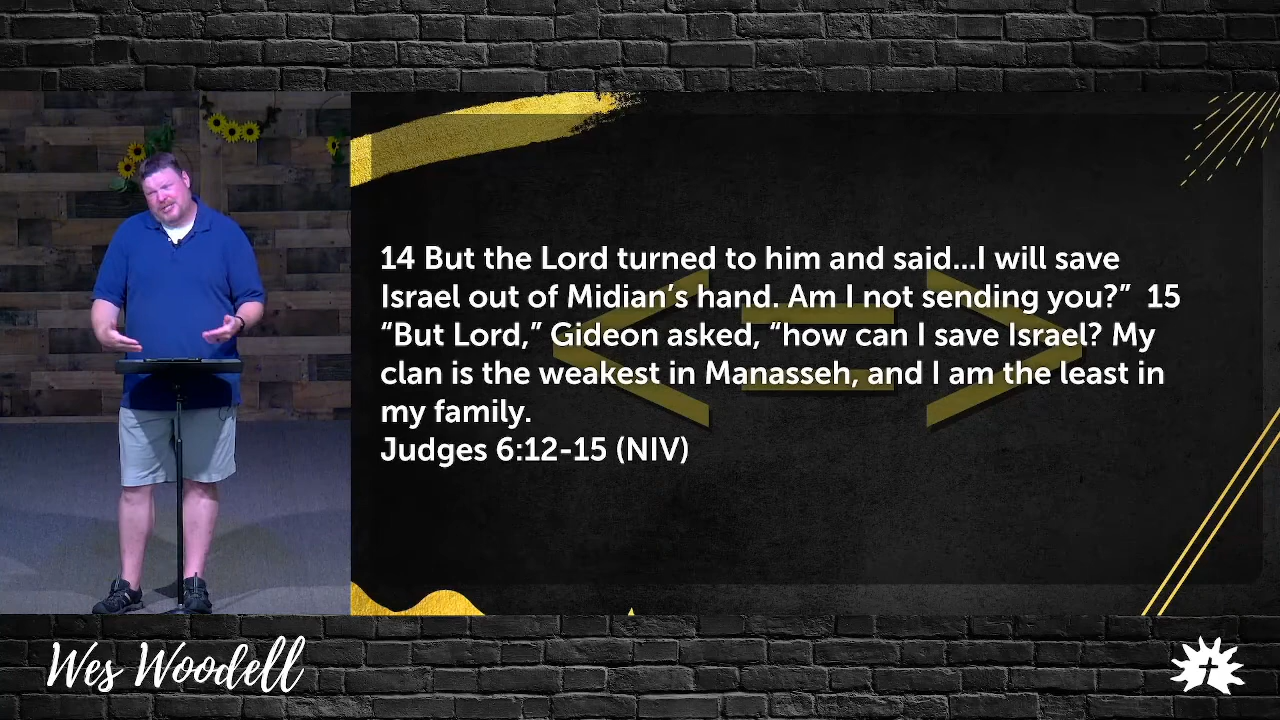 14 But the Lord turned to him and said...I will save
Israel out of Midian’s hand. Am I not sending you?”  15
“But Lord,” Gideon asked, “how can I save Israel? My
clan is the weakest in Manasseh, and I am the least in
my family.
Judges 6:12-15 (NIV)
Wes Woodell